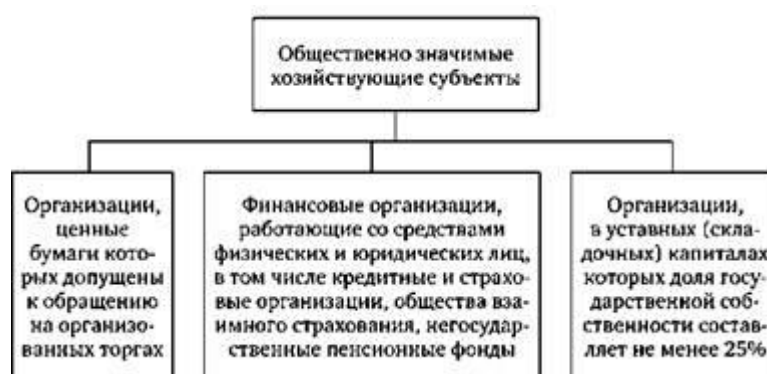 Общественно значимые
хозяйствующие субъекты
Организации,
ценные
бумаги кото-
рых допущены
к обращению
на организо-
ванных торгах
Финансовые организации,
работающие со средствами
физических и юридических лиц,
в том числе кредитные и страхо-
вые организации, общества вза-
имного страхования, негосудар-
ственные пенсионные фонды
Организации,
в уставных (скла-
дочных) капиталах
которых доля госу-
дарственной соб-
ственности состав-
ляет не менее 25%